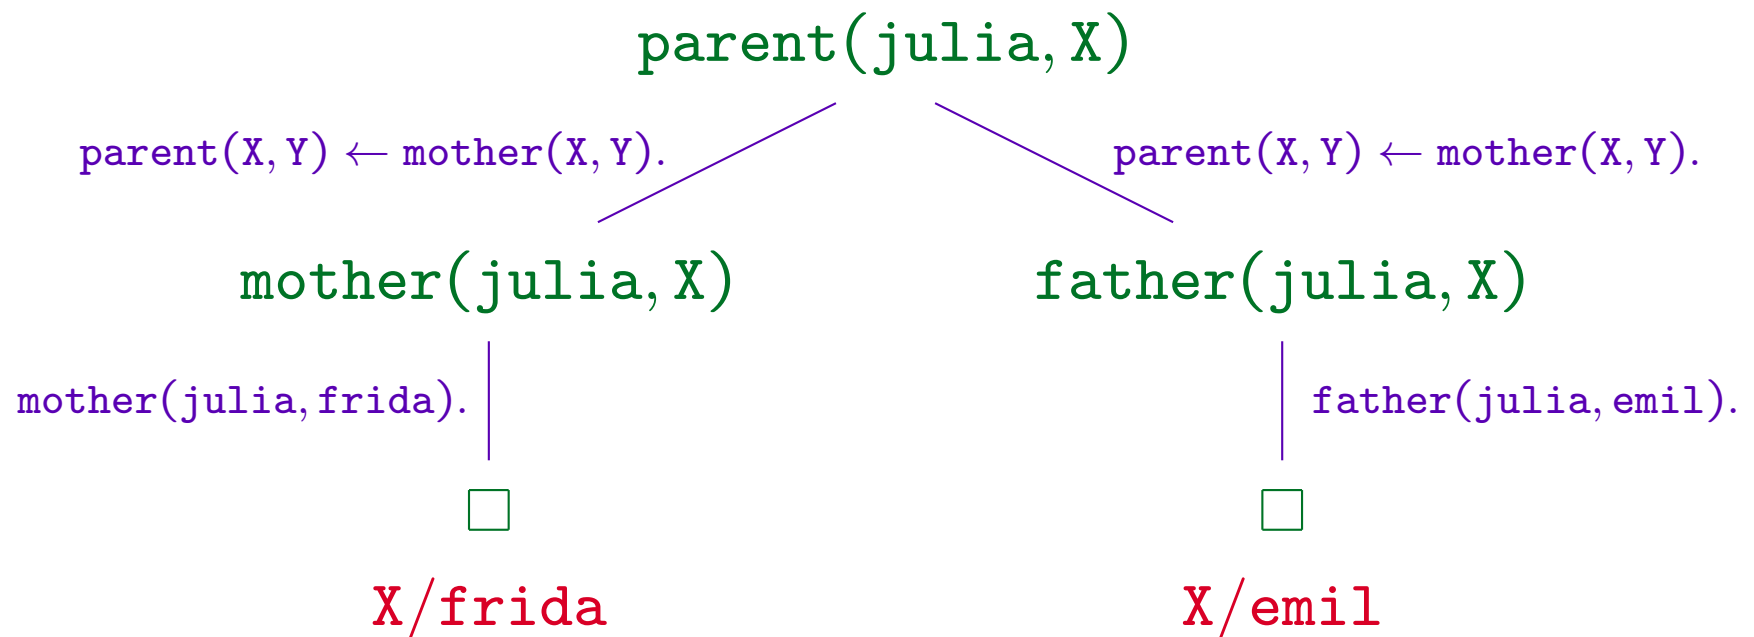 parent(julia, X)
parent(X, Y) ← mother(X, Y). parent(X, Y) ← mother(X, Y).
mother(julia, X) father(julia, X)
mother(julia, frida). father(julia, emil).
□ □
X/frida X/emil